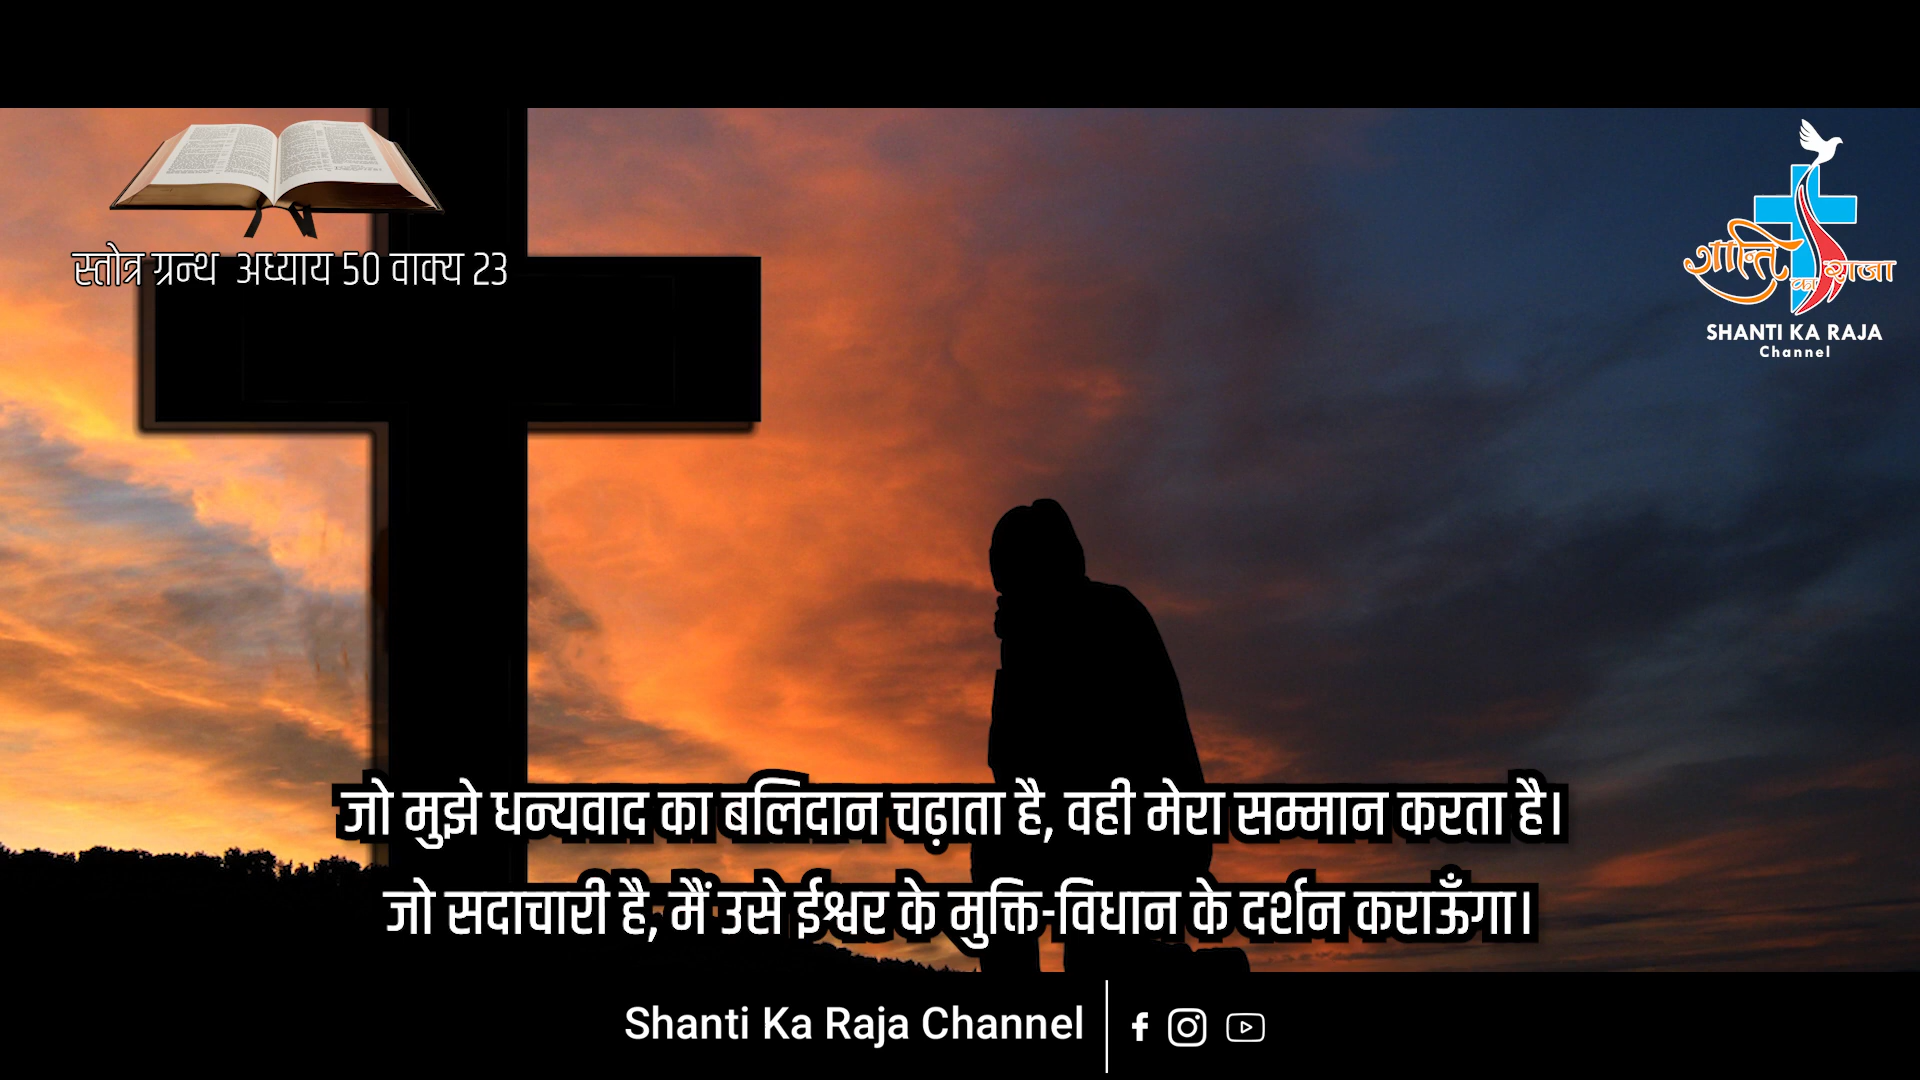 स्तोत्र ग्रन्थ अध्याय 50 वाक्य 23
शान्ति का राजा
SHANTI KA RAJA
Channel
जो मुझे धन्यवाद का बलिदान चढ़ाता है, वही मेरा सम्मान करता है।
जो सदाचारी है, मैं उसे ईश्वर के मुक्ति-विधान के दर्शन कराऊँगा।
Shanti Ka Raja Channel